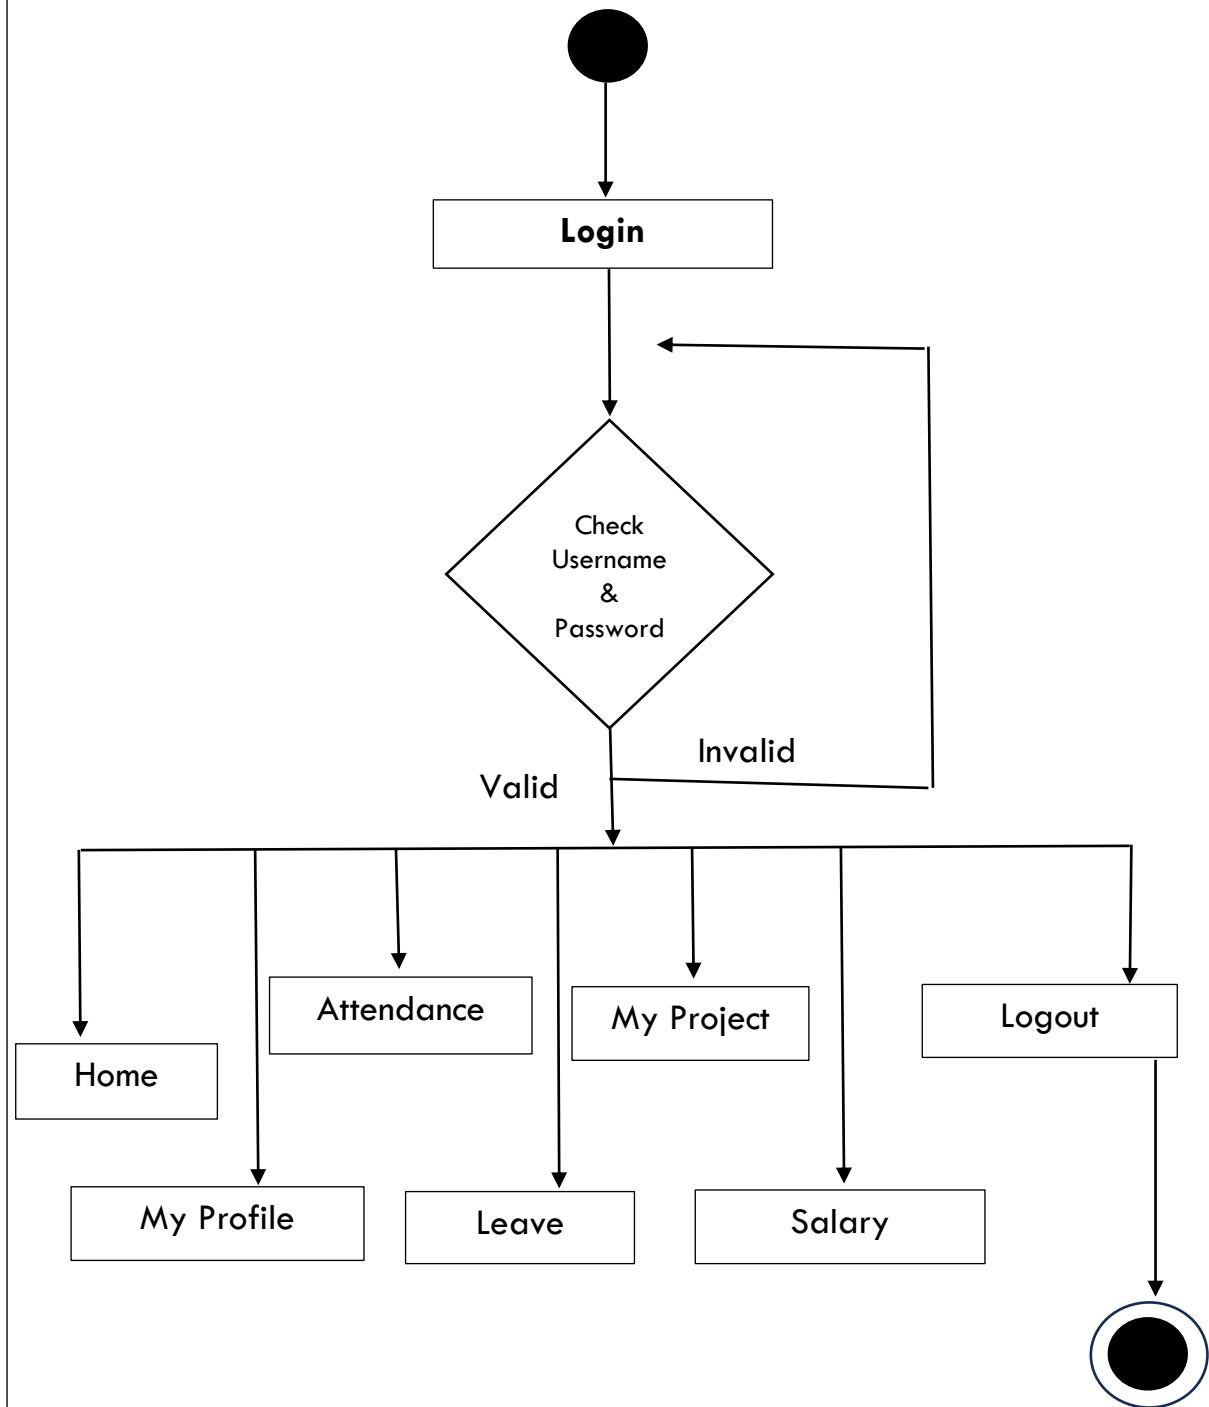 Login
Check
Username
&
Password
Invalid
Valid
Attendance
My Project
Logout
Home
My Profile
Leave
Salary